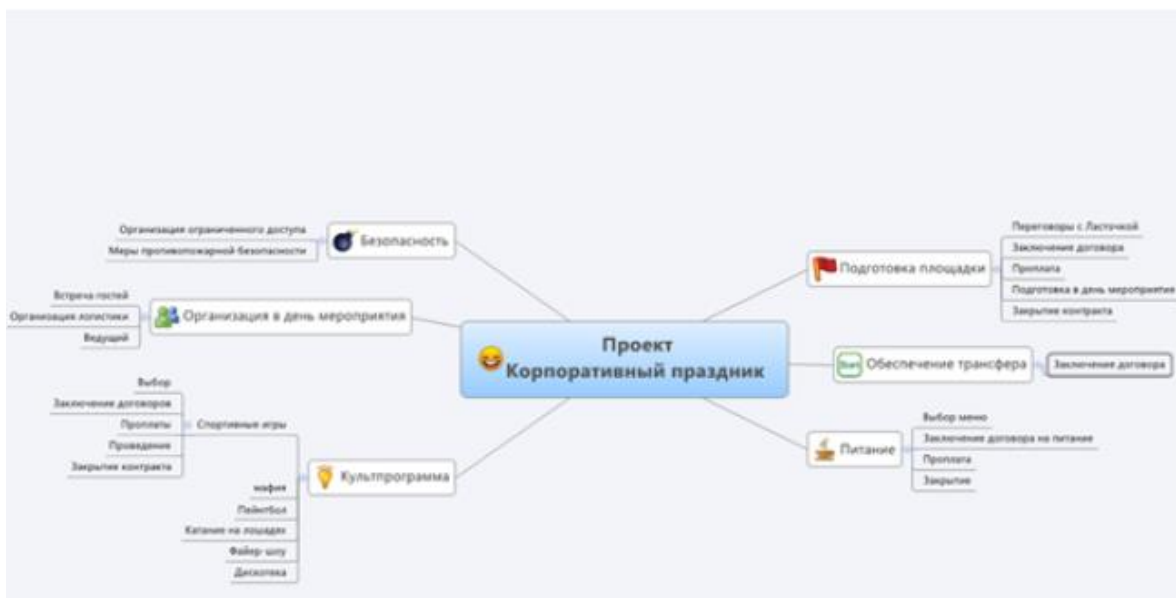 Проект
Корпоративный праздник
Безопасность
Организация ограниченного доступа
Меры противопожарной безопасности
Организация в день мероприятия
Встреча гостей
Организация логистики
Ведущий
Культпрограмма
Спортивные игры
Выбор
Заключение договоров
Проплаты
Проведение
Закрытие контракта
мафия
Пейнтбол
Катание на лошадях
Файер-шоу
Дискотека
Подготовка площадки
Переговоры с Ласточкой
Заключение договора
Проплата
Подготовка в день мероприятия
Закрытие контракта
Start
Обеспечение трансфера
Заключение договора
Питание
Выбор меню
Заключение договора на питание
Проплата
Закрытие